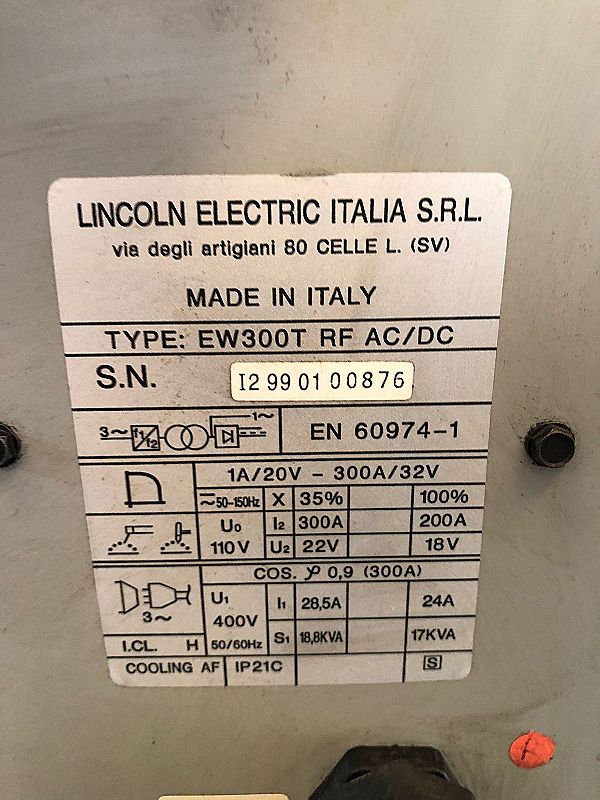 LINCOLN ELECTRIC ITALIA S.R.L.
via degli artigiani 80 CELLE L. (SV)
MADE IN ITALY
TYPE: EW300T RF AC/DC
S.N. I2 99 01 00876
3~ f1 f2 1~ EN 60974-1
1A/20V - 300A/32V
50-150Hz X 35% 100%
U0 I2 300A 200A
110V U2 22V 18V
COS. φ 0,9 (300A)
U1 I1 28,5A 24A
3~ 400V
I.CL. H 50/60Hz S1 18,8KVA 17KVA
COOLING AF IP21C S